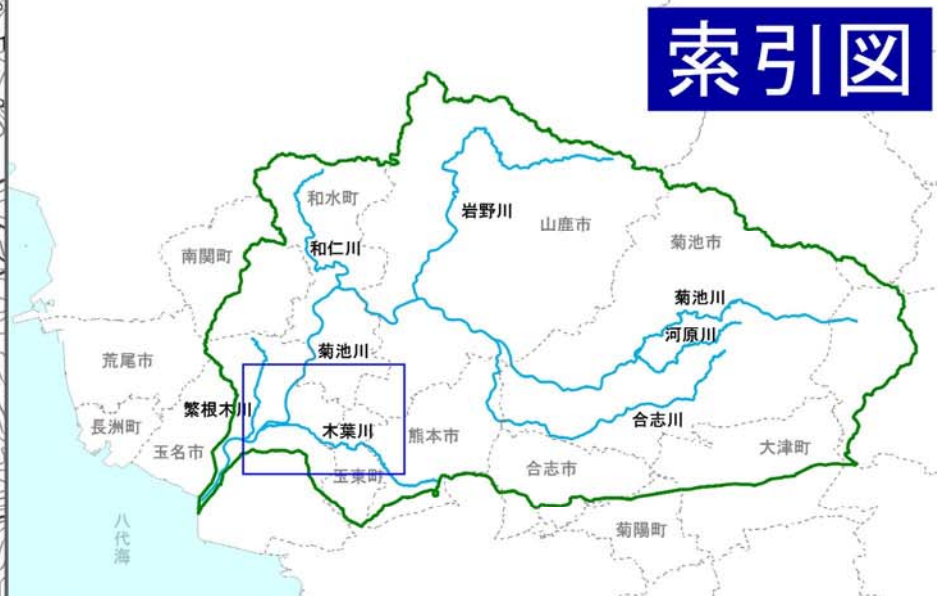 索引図
和水町
岩野川
山鹿市
菊池市
南関町
和仁川
菊池川
河原川
荒尾市
菊池川
繁根木川
合志川
長洲町
木葉川
熊本市
大津町
玉名市
合志市
玉東町
八代海
菊陽町